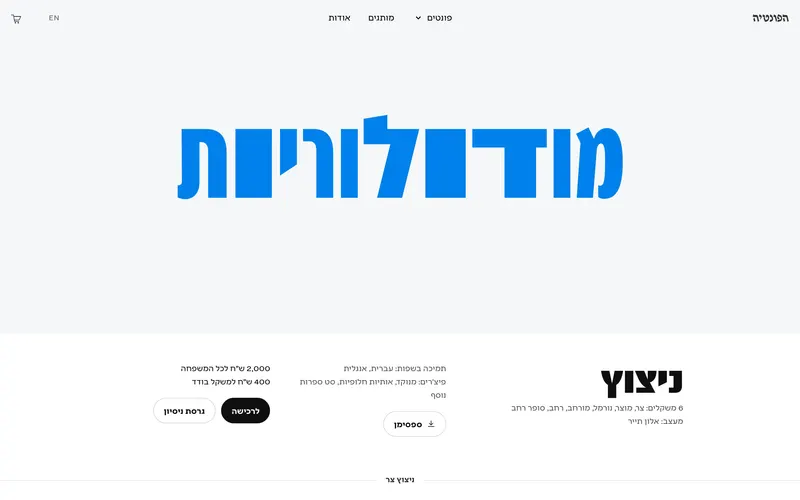 הפונטיה
פונטים
מותגים
אודות
EN
מודולוריות
ניצוץ
6 משקלים: צר, מוצר, נורמל, מורחב, רחב, סופר רחב
מעצב: אלון תייר
תמיכה בשפות: עברית, אנגלית
פיצ'רים: מנוקד, אותיות חלופיות, סט ספרות
נוסף
ספסימן
2,000 ש"ח לכל המשפחה
400 ש"ח למשקל בודד
לרכישה
גרסת ניסיון
ניצוץ צר